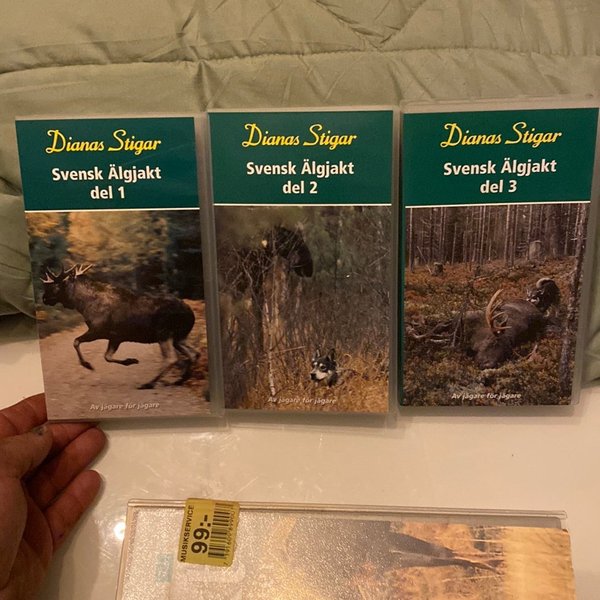 Dianas Stigar
Svensk Älgjakt
del 1
Av jägare för jägare
Dianas Stigar
Svensk Älgjakt
del 2
Av jägare för jägare
Dianas Stigar
Svensk Älgjakt
del 3
Av jägare för jägare
MUSIKSERVICE
99:-